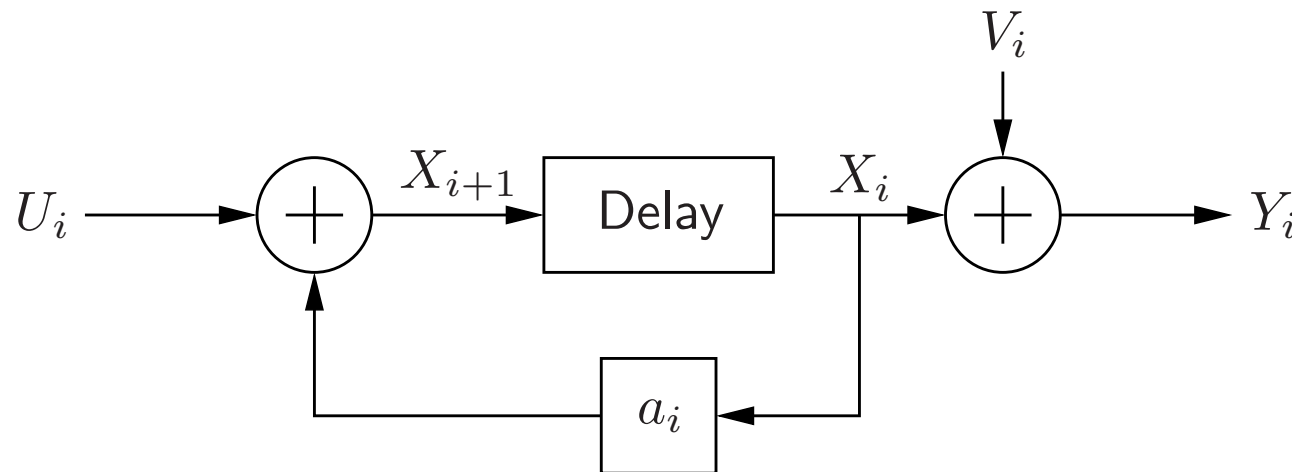 V_i
U_i
X_{i+1}
Delay
X_i
Y_i
a_i